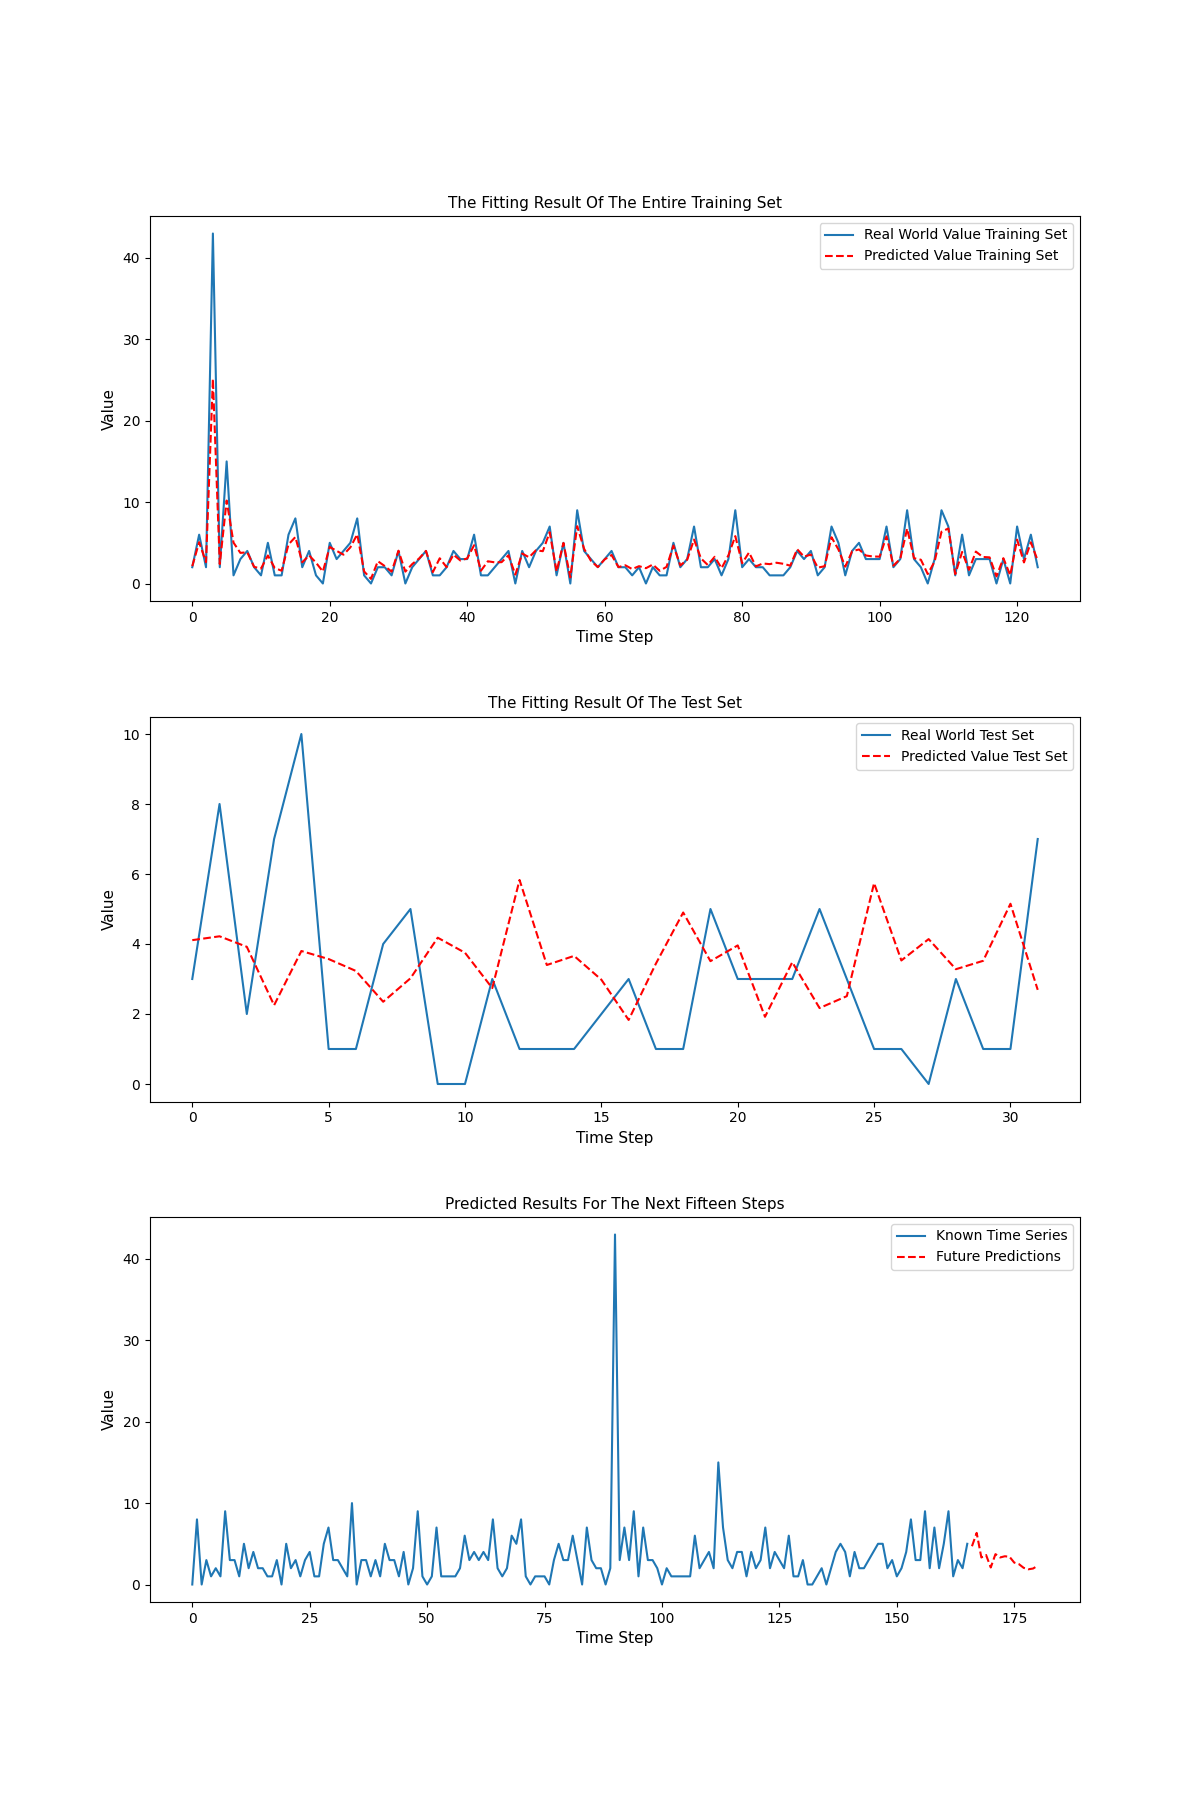 The Fitting Result Of The Entire Training Set
Real World Value Training Set
Predicted Value Training Set
Value
40
30
20
10
0
0 20 40 60 80 100 120
Time Step
The Fitting Result Of The Test Set
Real World Test Set
Predicted Value Test Set
Value
10
8
6
4
2
0
0 5 10 15 20 25 30
Time Step
Predicted Results For The Next Fifteen Steps
Known Time Series
Future Predictions
Value
40
30
20
10
0
0 25 50 75 100 125 150 175
Time Step